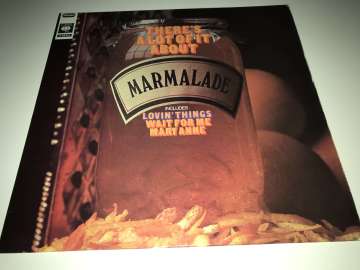 THERE'S
A LOT OF IT
ABOUT
MARMALADE
INCLUDES
LOVIN' THINGS
WAIT FOR ME
MARY-ANNE